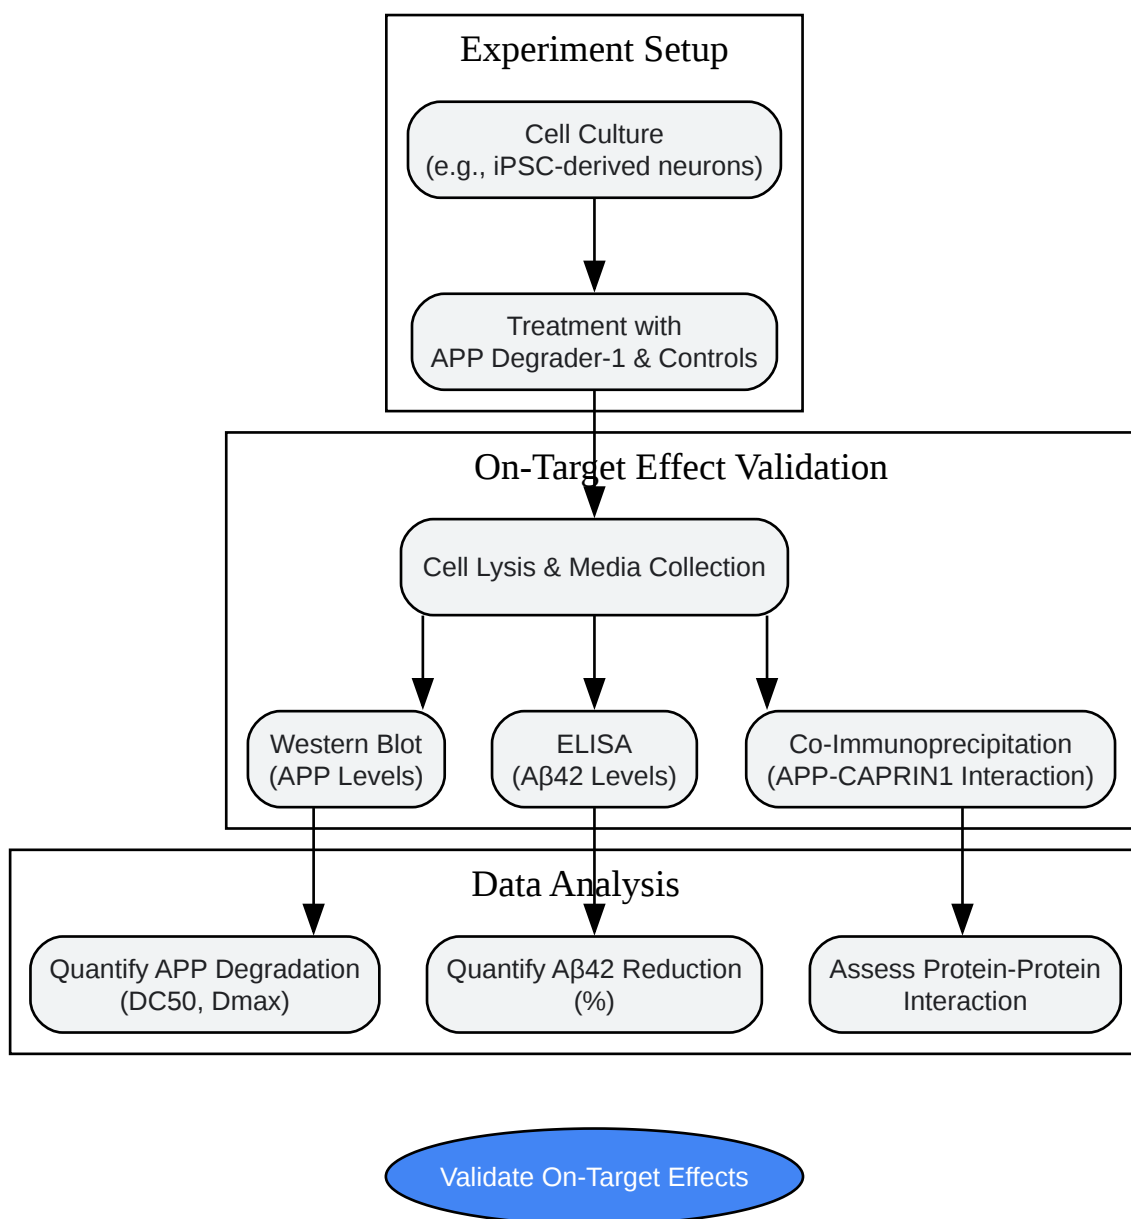 Experiment Setup
Cell Culture
(e.g., iPSC-derived neurons)
Treatment with
APP Degrader-1 & Controls
On-Target Effect Validation
Cell Lysis & Media Collection
Western Blot
(APP Levels)
ELISA
(Aβ42 Levels)
Co-Immunoprecipitation
(APP-CAPRIN1 Interaction)
Data Analysis
Quantify APP Degradation
(DC50, Dmax)
Quantify Aβ42 Reduction
(%)
Assess Protein-Protein
Interaction
Validate On-Target Effects